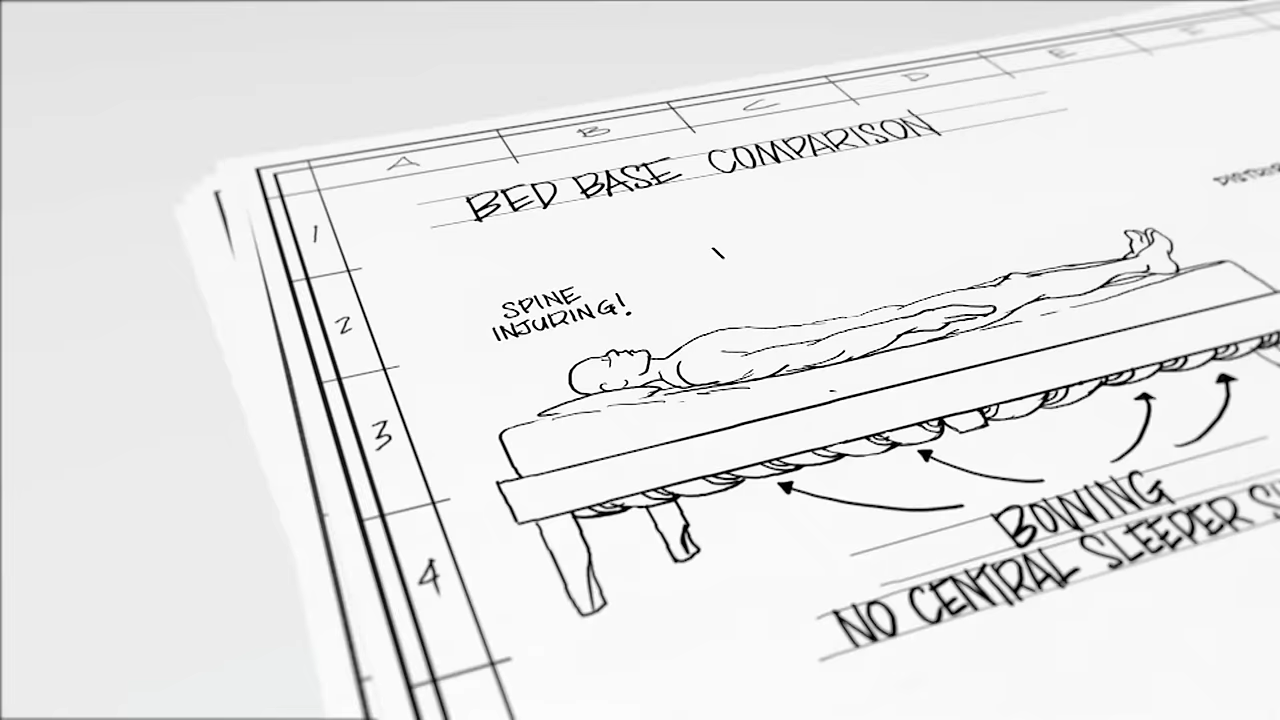 A B C D E F
BED BASE COMPARISON
1
SPINE
INJURING!
2
3
BOWING
NO CENTRAL SLEEPER
4